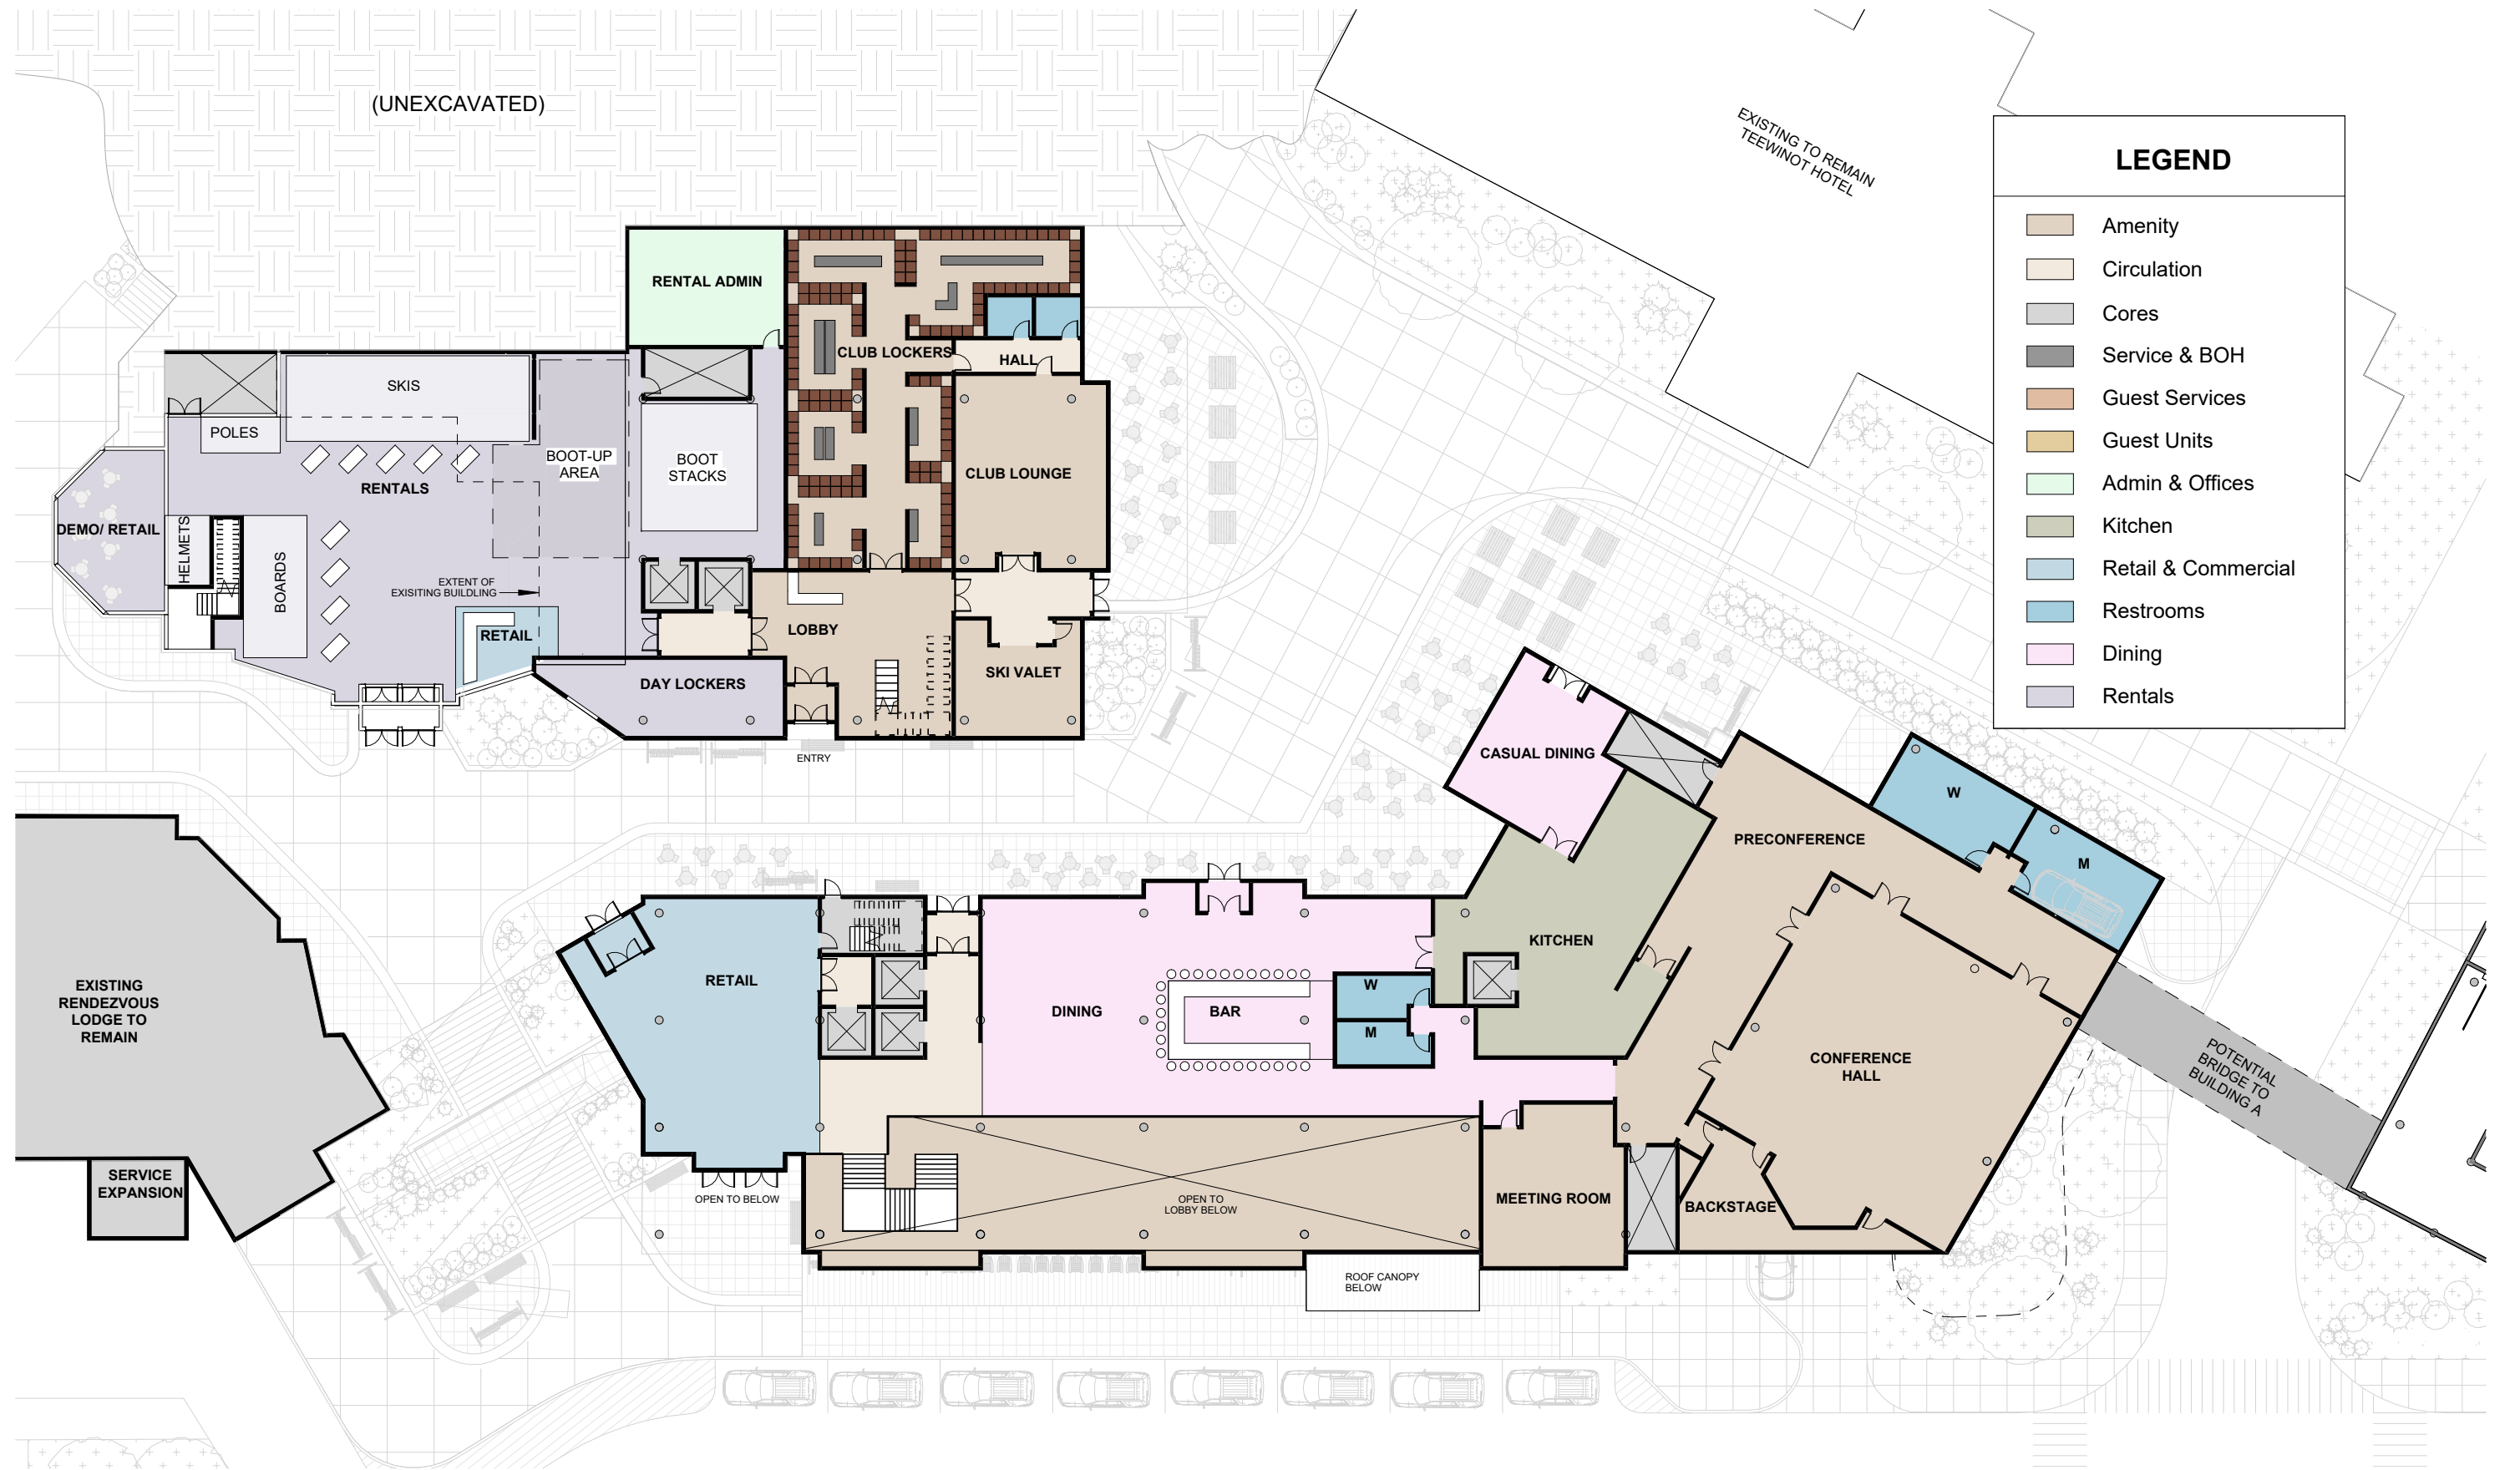 (UNEXCAVATED)
EXISTING TO REMAIN
TEEWINOT HOTEL
LEGEND
Amenity
Circulation
Cores
Service & BOH
Guest Services
Guest Units
Admin & Offices
Kitchen
Retail & Commercial
Restrooms
Dining
Rentals
RENTAL ADMIN
CLUB LOCKERS
HALL
SKIS
POLES
BOOT-UP
AREA
BOOT
STACKS
CLUB LOUNGE
RENTALS
DEMO/ RETAIL
HELMETS
BOARDS
EXTENT OF
EXISITING BUILDLING
RETAIL
LOBBY
DAY LOCKERS
SKI VALET
ENTRY
CASUAL DINING
W
M
PRECONFERENCE
KITCHEN
EXISTING
RENDEZVOUS
LODGE TO
REMAIN
RETAIL
DINING
BAR
W
M
CONFERENCE
HALL
POTENTIAL
BRIDGE TO
BUILDING A
SERVICE
EXPANSION
OPEN TO BELOW
OPEN TO
LOBBY BELOW
MEETING ROOM
BACKSTAGE
ROOF CANOPY
BELOW